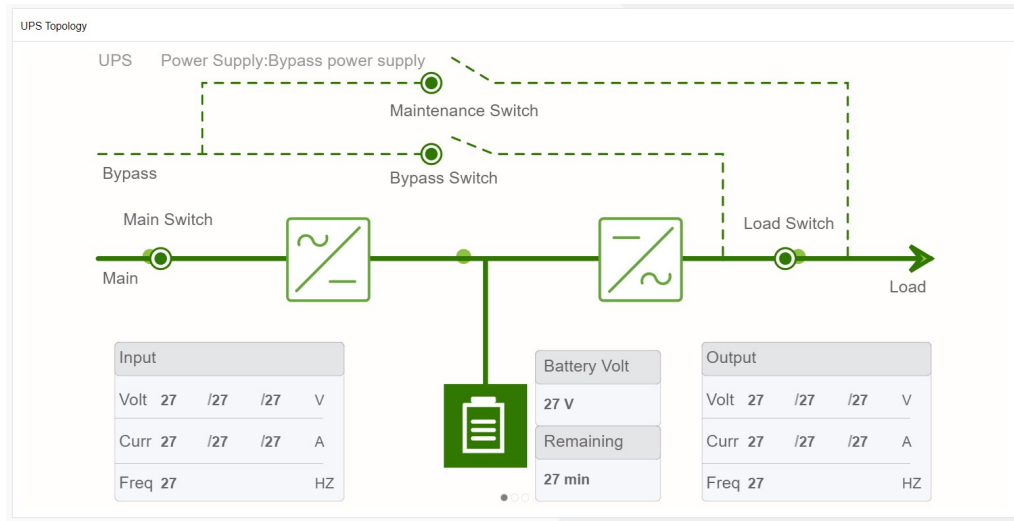 UPS Topology
UPS Power Supply:Bypass power supply
Maintenance Switch
Bypass
Bypass Switch
Main Switch
Load Switch
Main
Load
Input
Volt 27 /27 /27 V
Curr 27 /27 /27 A
Freq 27 HZ
Battery Volt
27 V
Remaining
27 min
Output
Volt 27 /27 /27 V
Curr 27 /27 /27 A
Freq 27 HZ